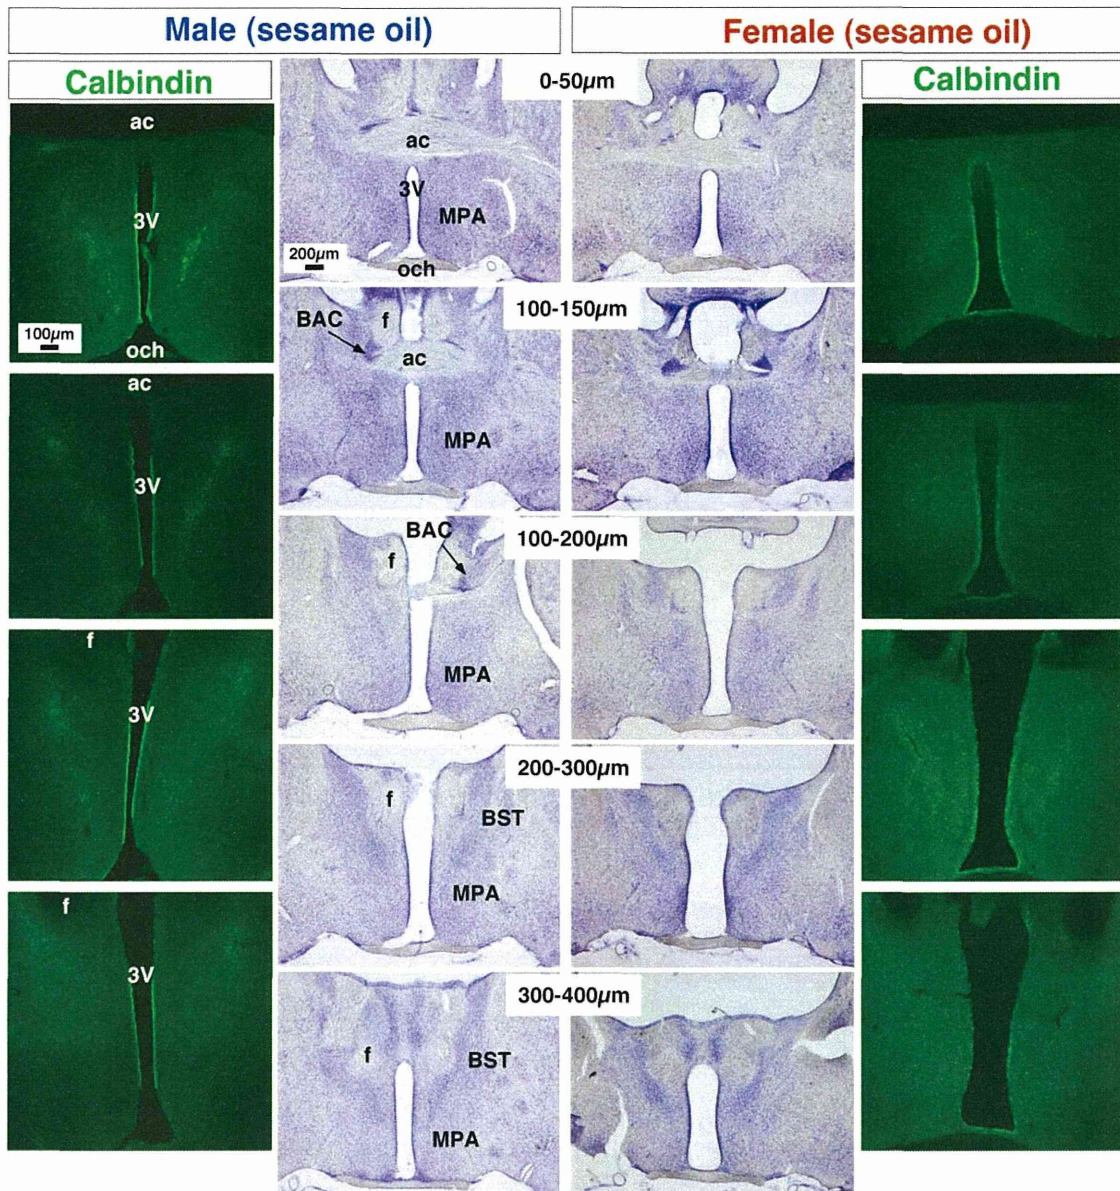 Male (sesame oil)
Female (sesame oil)
Calbindin
0-50µm
Calbindin
ac
3V
100µm
och
ac
3V
MPA
200µm
och
100-150µm
BAC
f
ac
MPA
ac
3V
100-200µm
BAC
f
MPA
f
3V
200-300µm
f
BST
MPA
f
3V
300-400µm
f
BST
MPA